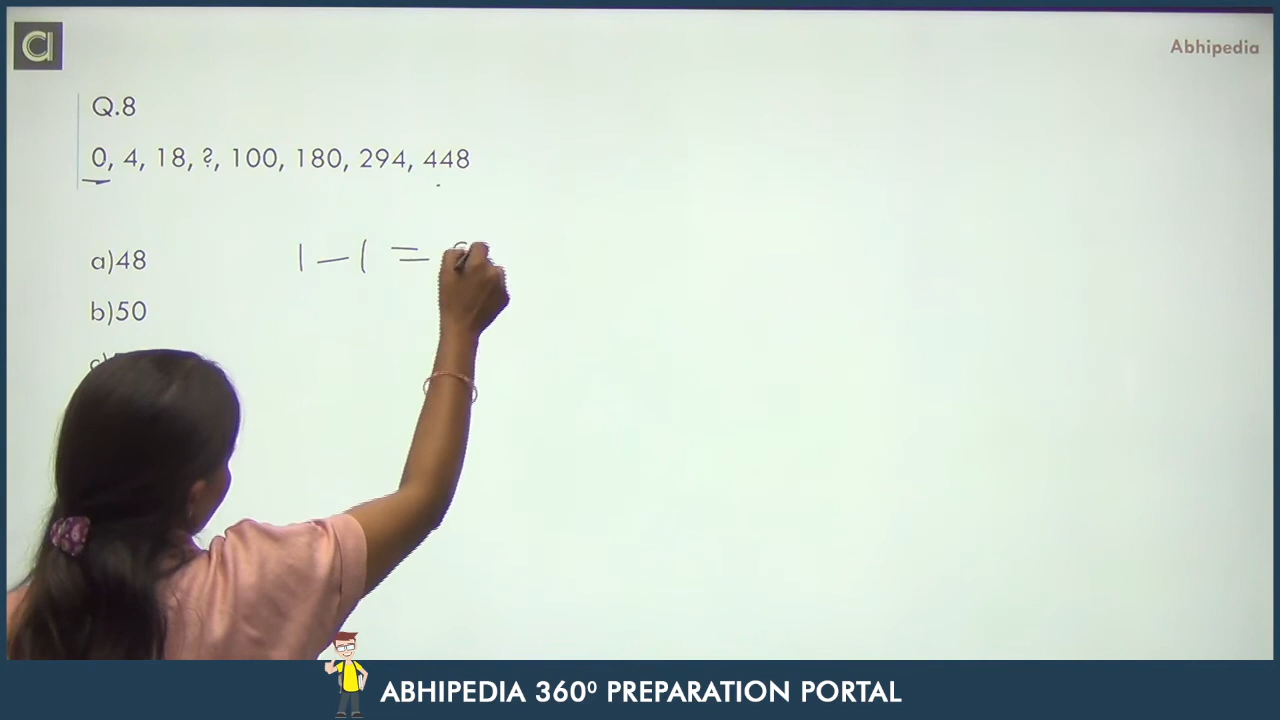 Abhipedia
Q.8
0, 4, 18, ?, 100, 180, 294, 448
a)48
1 - 1 =
b)50
ABHIPEDIA 360⁰ PREPARATION PORTAL